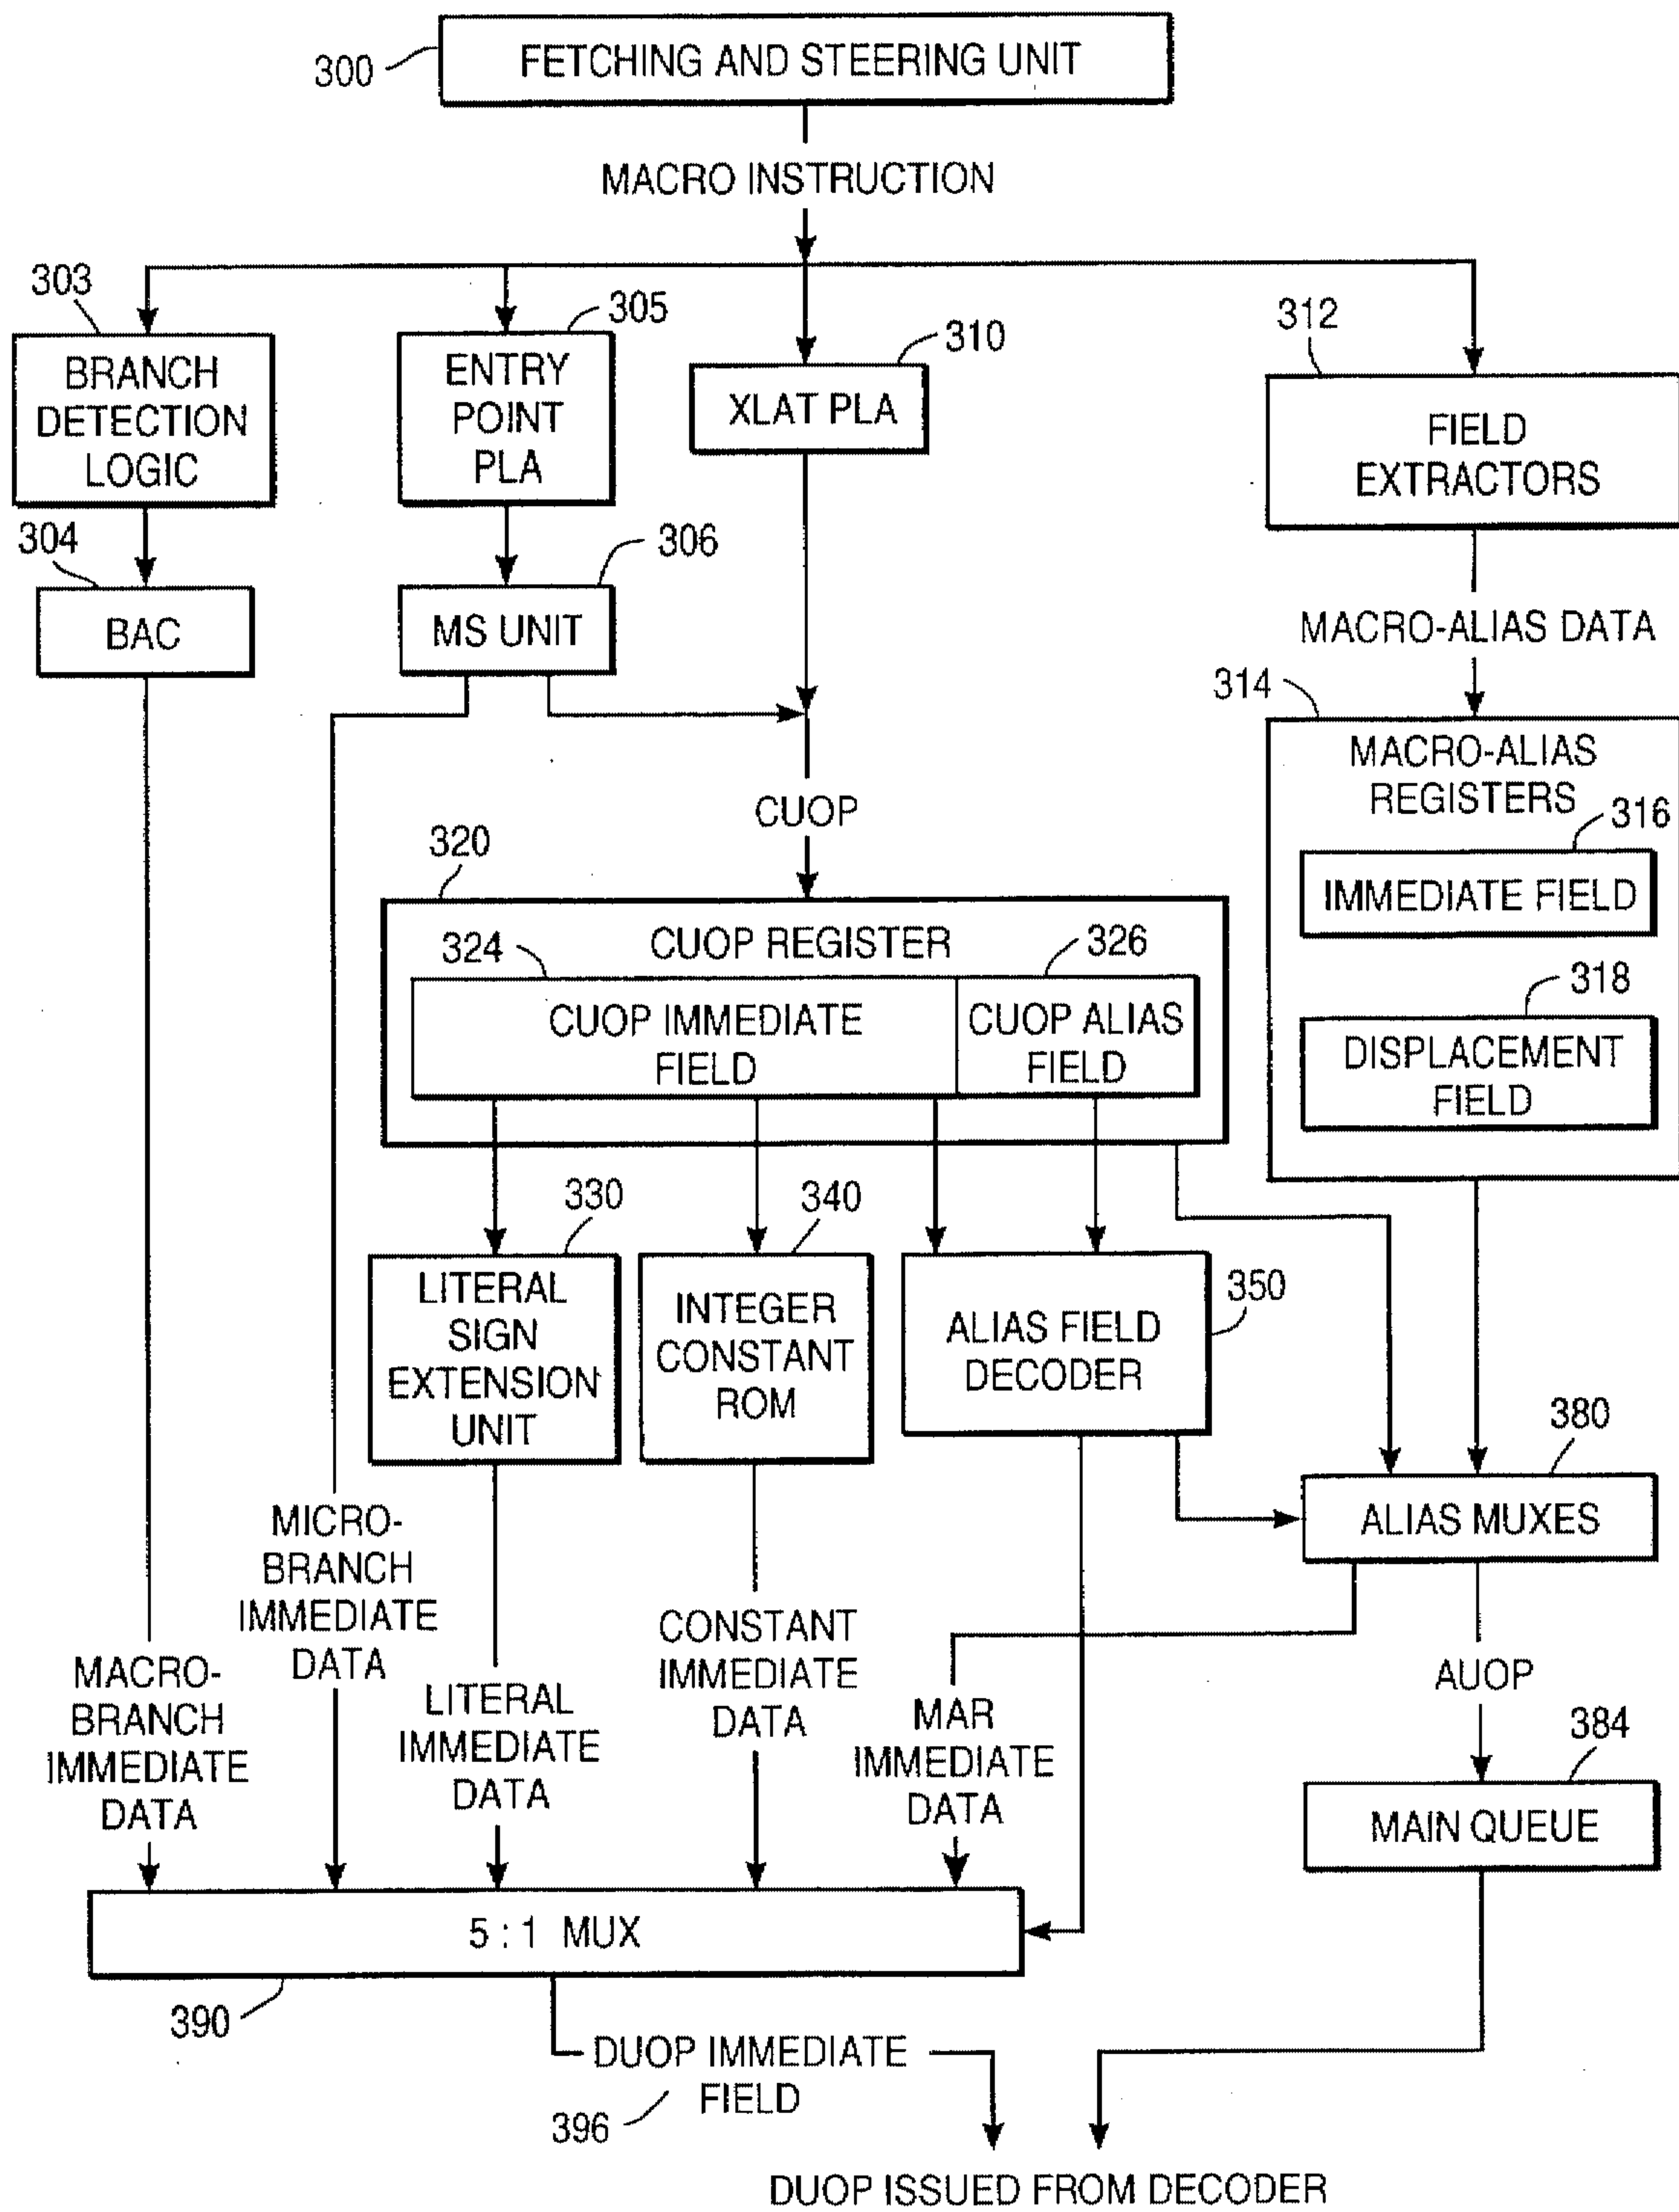 300
FETCHING AND STEERING UNIT
MACRO INSTRUCTION
303
305
310
312
BRANCH
DETECTION
LOGIC
ENTRY
POINT
PLA
XLAT PLA
FIELD
EXTRACTORS
304
306
BAC
MS UNIT
MACRO-ALIAS DATA
314
MACRO-ALIAS
REGISTERS
316
IMMEDIATE FIELD
318
DISPLACEMENT
FIELD
CUOP
320
CUOP REGISTER
324
326
CUOP IMMEDIATE
FIELD
CUOP ALIAS
FIELD
330
340
350
LITERAL
SIGN
EXTENSION
UNIT
INTEGER
CONSTANT
ROM
ALIAS FIELD
DECODER
380
ALIAS MUXES
MACRO-
BRANCH
IMMEDIATE
DATA
MICRO-
BRANCH
IMMEDIATE
DATA
LITERAL
IMMEDIATE
DATA
CONSTANT
IMMEDIATE
DATA
MAR
IMMEDIATE
DATA
AUOP
384
MAIN QUEUE
5 : 1 MUX
390
DUOP IMMEDIATE
FIELD
396
DUOP ISSUED FROM DECODER